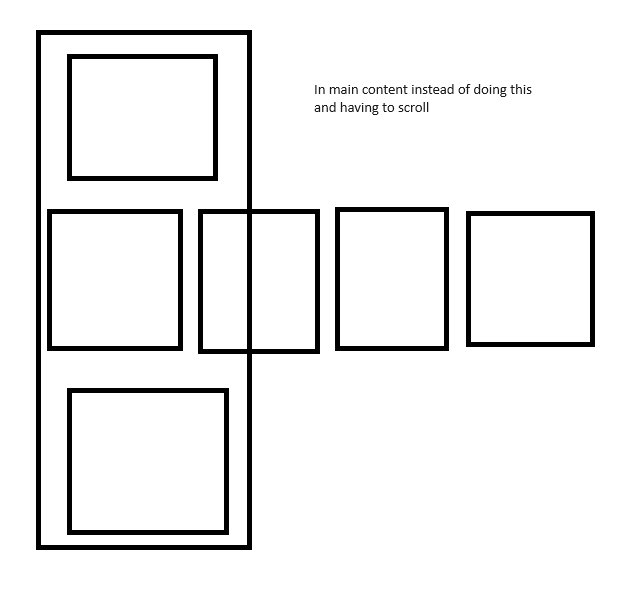 In main content instead of doing this
and having to scroll